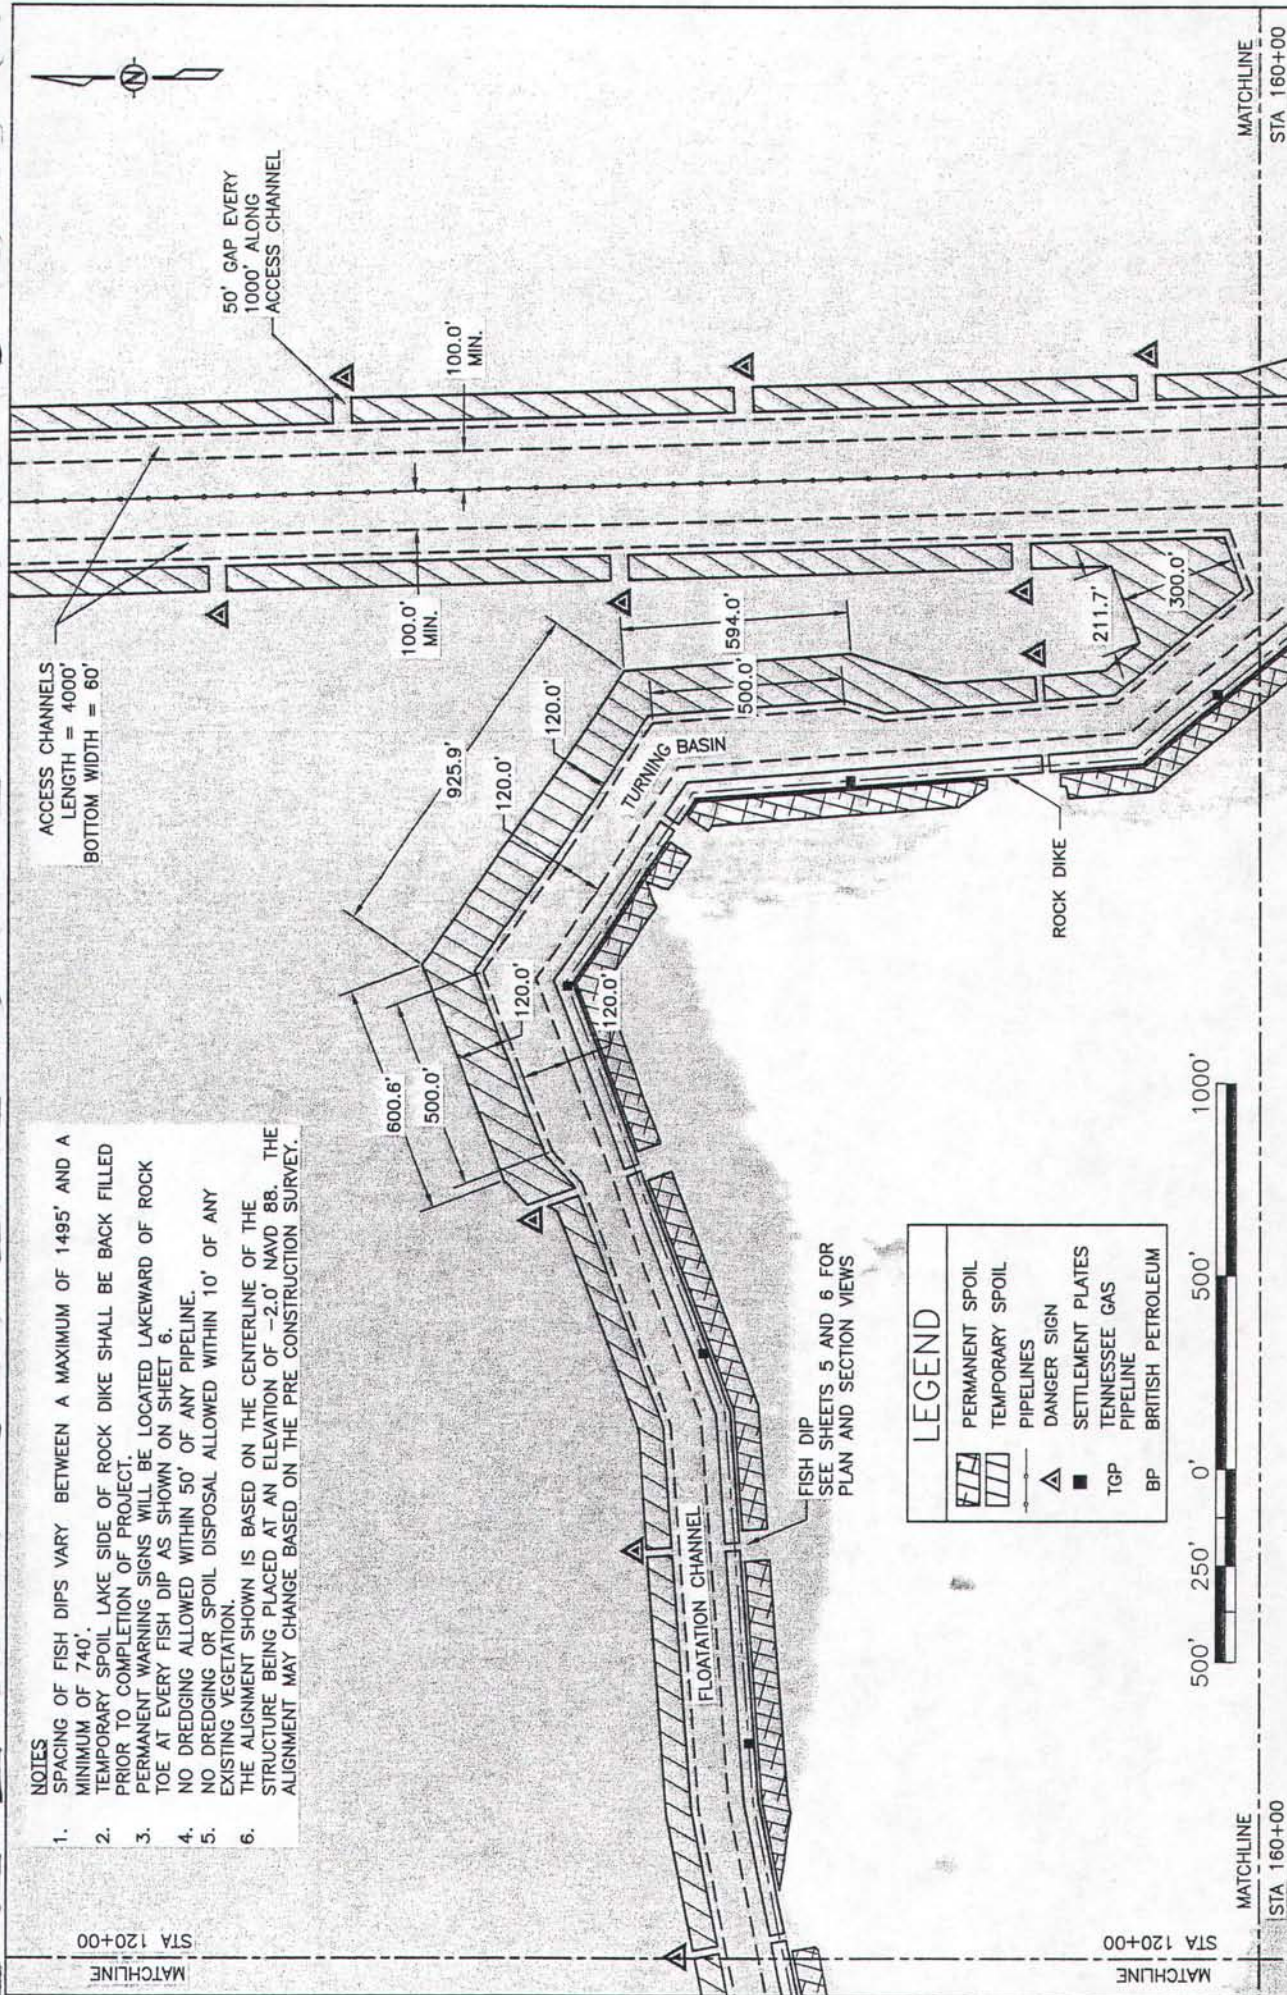 NOTES
1. SPACING OF FISH DIPS VARY BETWEEN A MAXIMUM OF 1495' AND A
MINIMUM OF 740'.
2. TEMPORARY SPOIL LAKE SIDE OF ROCK DIKE SHALL BE BACK FILLED
PRIOR TO COMPLETION OF PROJECT.
3. PERMANENT WARNING SIGNS WILL BE LOCATED LAKEWARD OF ROCK
TOE AT EVERY FISH DIP AS SHOWN ON SHEET 6.
4. NO DREDGING ALLOWED WITHIN 50' OF ANY PIPELINE.
5. NO DREDGING OR SPOIL DISPOSAL ALLOWED WITHIN 10' OF ANY
EXISTING VEGETATION.
6. THE ALIGNMENT SHOWN IS BASED ON THE CENTERLINE OF THE
STRUCTURE BEING PLACED AT AN ELEVATION OF -2.0' NAVD 88. THE
ALIGNMENT MAY CHANGE BASED ON THE PRE CONSTRUCTION SURVEY.
ACCESS CHANNELS
LENGTH = 4000'
BOTTOM WIDTH = 60'
50' GAP EVERY
1000' ALONG
ACCESS CHANNEL
N
100.0'
MIN.
100.0'
MIN.
925.9'
120.0'
120.0'
TURNING BASIN
594.0'
500.0'
211.7'
300.0'
600.6'
500.0'
120.0'
120.0'
ROCK DIKE
FLOATATION CHANNEL
FISH DIP
SEE SHEETS 5 AND 6 FOR
PLAN AND SECTION VIEWS
LEGEND
PERMANENT SPOIL
TEMPORARY SPOIL
PIPELINES
DANGER SIGN
SETTLEMENT PLATES
TGP TENNESSEE GAS
PIPELINE
BP BRITISH PETROLEUM
500' 250' 0' 500' 1000'
MATCHLINE
STA 120+00
MATCHLINE
STA 120+00
MATCHLINE
STA 160+00
MATCHLINE
STA 160+00